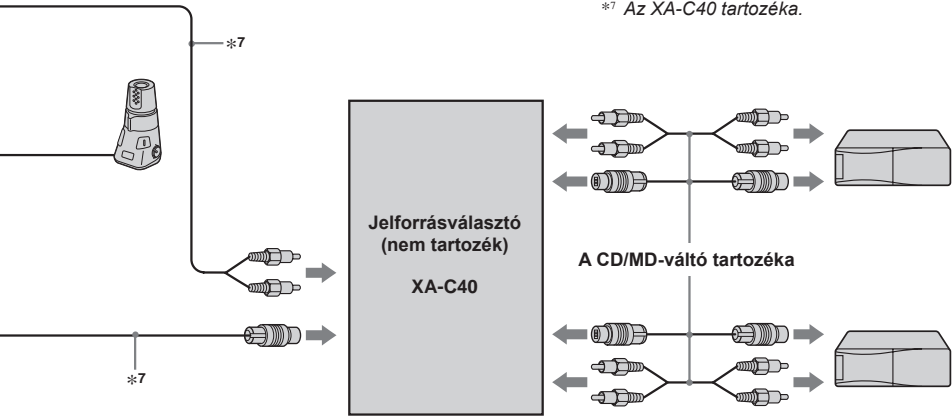 *7 Az XA-C40 tartozéka.
*7
Jelforrásválasztó
(nem tartozék)
XA-C40
A CD/MD-váltó tartozéka
*7